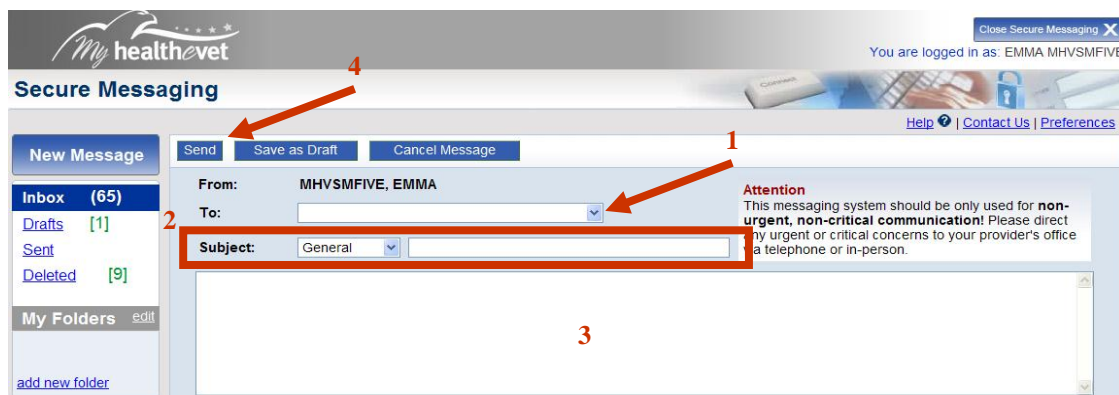 My healthevet
Close Secure Messaging X
You are logged in as: EMMA MHVSMFIVE
4
Secure Messaging
Connect
Help ? | Contact Us | Preferences
New Message
Send Save as Draft Cancel Message
1
From: MHVSMFIVE, EMMA
Attention
Inbox (65)
This messaging system should be only used for non-
2 To:
urgent, non-critical communication! Please direct
Drafts [1]
any urgent or critical concerns to your provider's office
Subject: General
via telephone or in-person.
Sent
Deleted [9]
My Folders edit
3
add new folder